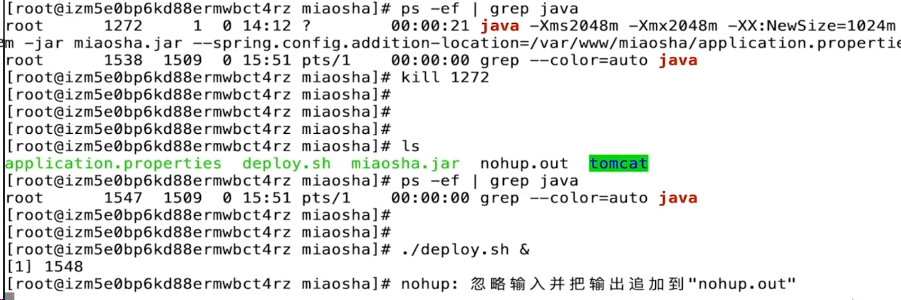 [root@izm5e0bp6kd88ermwbct4rz miaosha]# ps -ef | grep java
root      1272     1  0 14:12 ?        00:00:21 java -Xms2048m -Xmx2048m -XX:NewSize=1024m
m -jar miaosha.jar --spring.config.addition-location=/var/www/miaosha/application.propertie
root      1538  1509  0 15:51 pts/1    00:00:00 grep --color=auto java
[root@izm5e0bp6kd88ermwbct4rz miaosha]# kill 1272
[root@izm5e0bp6kd88ermwbct4rz miaosha]#
[root@izm5e0bp6kd88ermwbct4rz miaosha]#
[root@izm5e0bp6kd88ermwbct4rz miaosha]# ls
application.properties  deploy.sh  miaosha.jar  nohup.out  tomcat
[root@izm5e0bp6kd88ermwbct4rz miaosha]# ps -ef | grep java
root      1547  1509  0 15:51 pts/1    00:00:00 grep --color=auto java
[root@izm5e0bp6kd88ermwbct4rz miaosha]#
[root@izm5e0bp6kd88ermwbct4rz miaosha]#
[root@izm5e0bp6kd88ermwbct4rz miaosha]# ./deploy.sh &
[1] 1548
[root@izm5e0bp6kd88ermwbct4rz miaosha]# nohup: 忽略输入并把输出追加到"nohup.out"